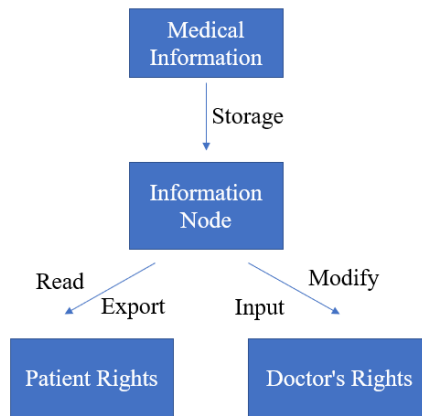 Medical
Information
Storage
Information
Node
Read
Export
Modify
Input
Patient Rights
Doctor's Rights